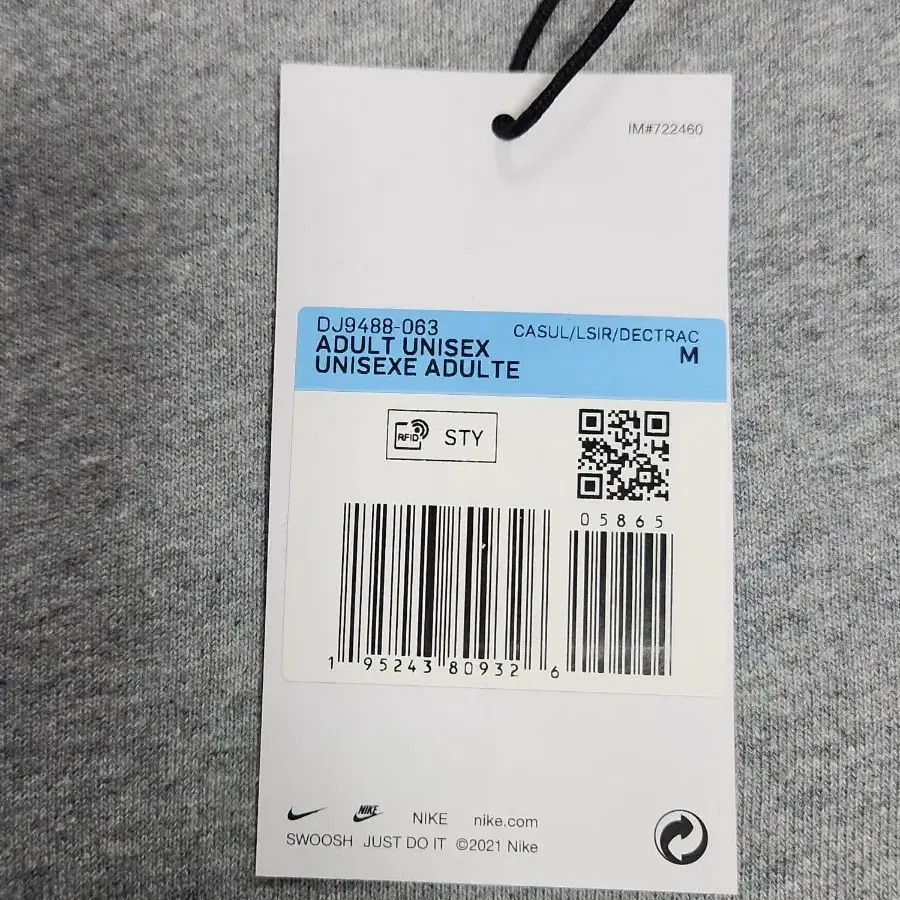 IM#722460
DJ9488-063 CASUL/LSIR/DECTRAC
ADULT UNISEX M
UNISEXE ADULTE
RFID STY
05865
1 95243 80932 6
NIKE NIKE nike.com
SWOOSH JUST DO IT ©2021 Nike